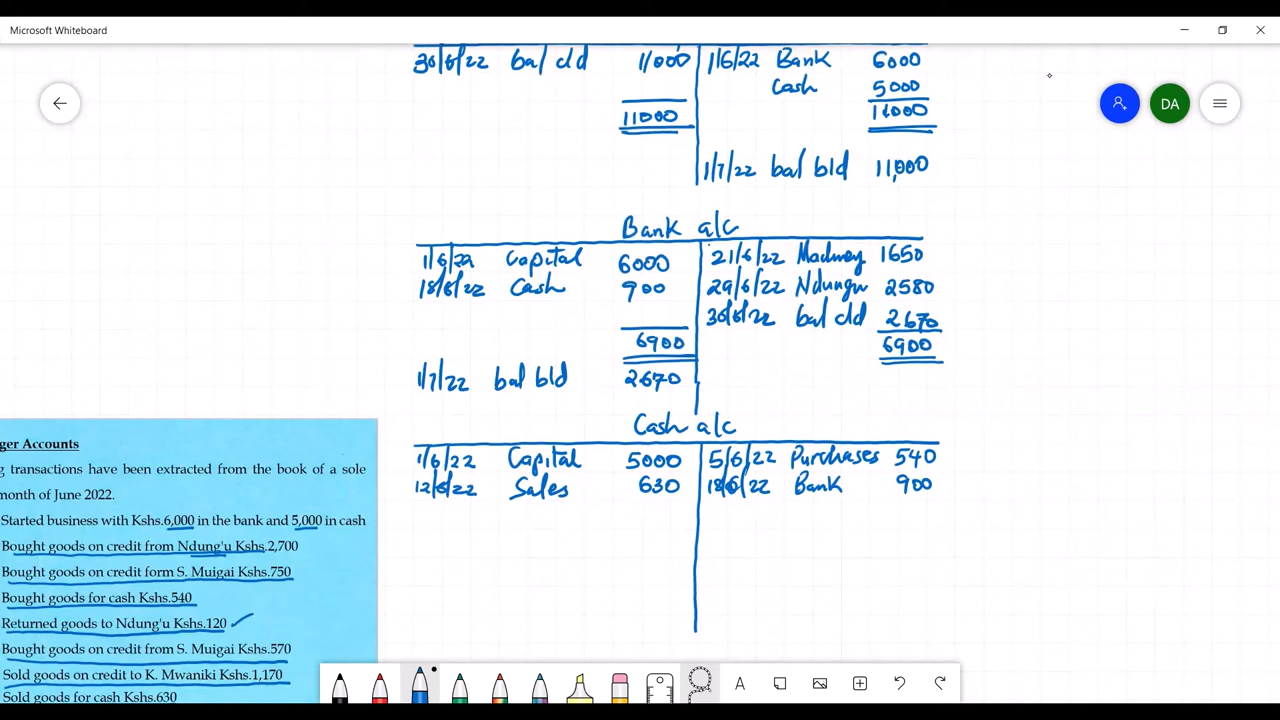 Microsoft Whiteboard
30/6/22 bal c/d 11000 1/6/22 Bank 6000
Cash 5000
11000 11000
1/7/22 bal b/d 11,000
DA
Bank a/c
1/6/22 Capital 6000 21/6/22 1650
18/6/22 Cash 900 29/6/22 Ndungu 2580
30/6/22 bal c/d 2670
6900 6900
1/7/22 bal b/d 2670
Cash a/c
1/6/22 Capital 5000 5/6/22 Purchases 540
12/6/22 Sales 630 18/6/22 Bank 900
ger Accounts
g transactions have been extracted from the book of a sole
month of June 2022.
Started business with Kshs.6,000 in the bank and 5,000 in cash
Bought goods on credit from Ndung'u Kshs.2,700
Bought goods on credit form S. Muigai Kshs.750
Bought goods for cash Kshs.540
Returned goods to Ndung'u Kshs.120
Bought goods on credit from S. Muigai Kshs.570
Sold goods on credit to K. Mwaniki Kshs.1,170
Sold goods for cash Kshs.630
A